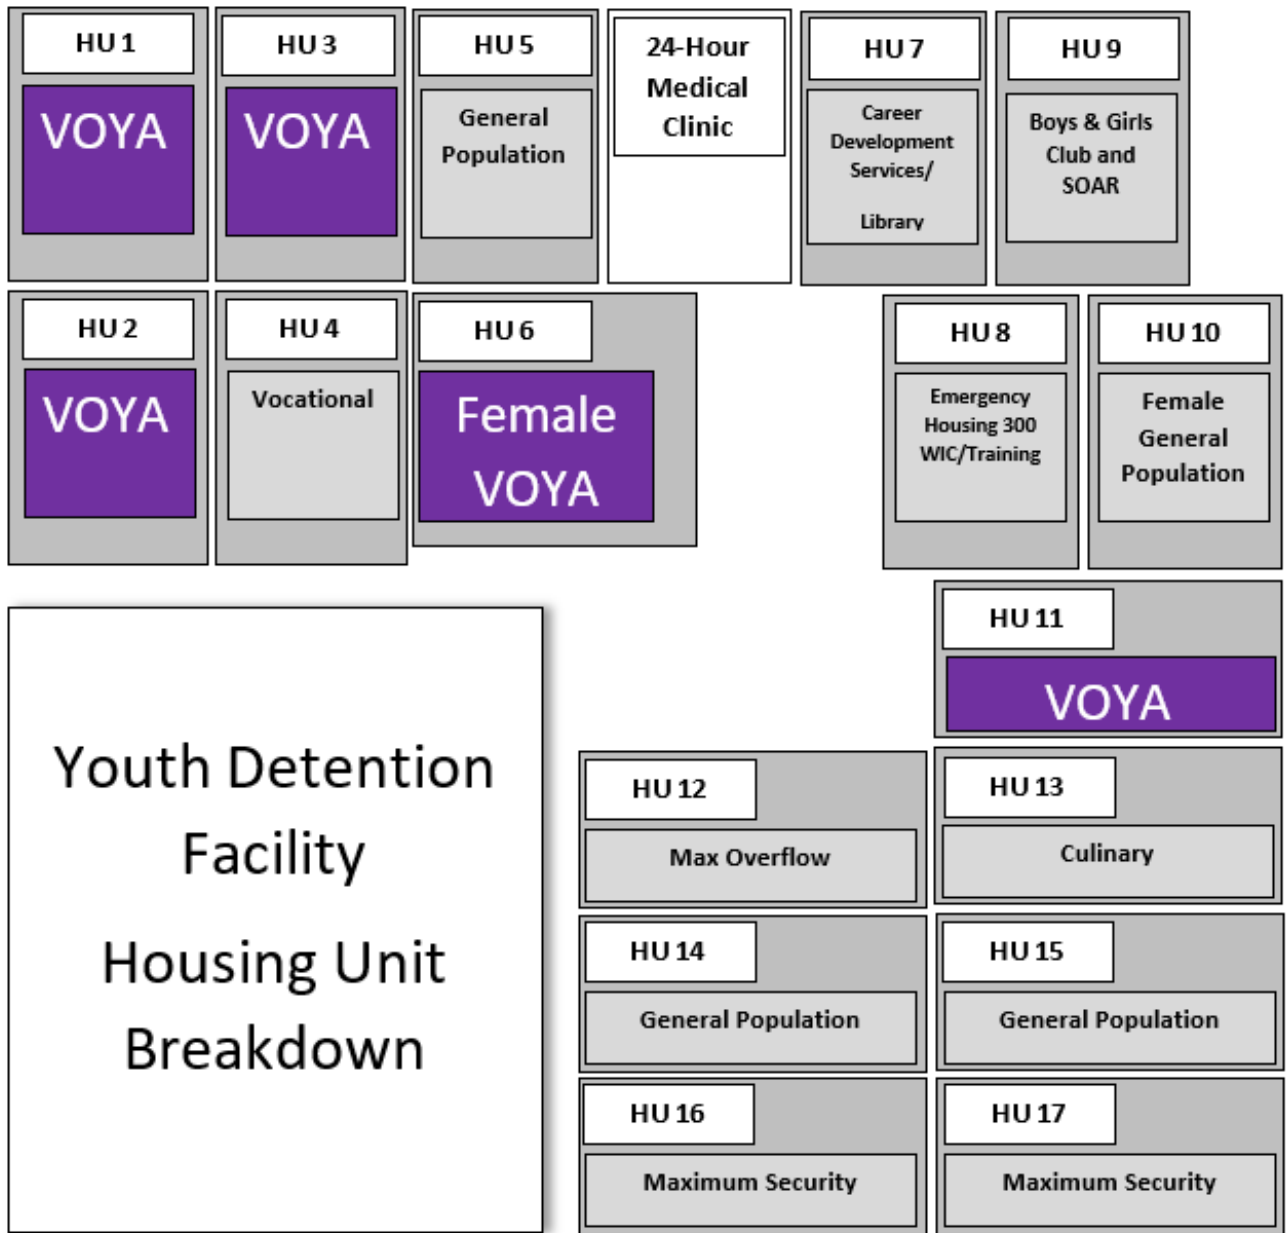 HU 1
VOYA
HU 3
VOYA
HU 5
General
Population
24-Hour
Medical
Clinic
HU 7
Career
Development
Services/
Library
HU 9
Boys & Girls
Club and
SOAR
HU 2
VOYA
HU 4
Vocational
HU 6
Female
VOYA
HU 8
Emergency
Housing 300
WIC/Training
HU 10
Female
General
Population
HU 11
VOYA
Youth Detention
Facility
Housing Unit
Breakdown
HU 12
Max Overflow
HU 13
Culinary
HU 14
General Population
HU 15
General Population
HU 16
Maximum Security
HU 17
Maximum Security